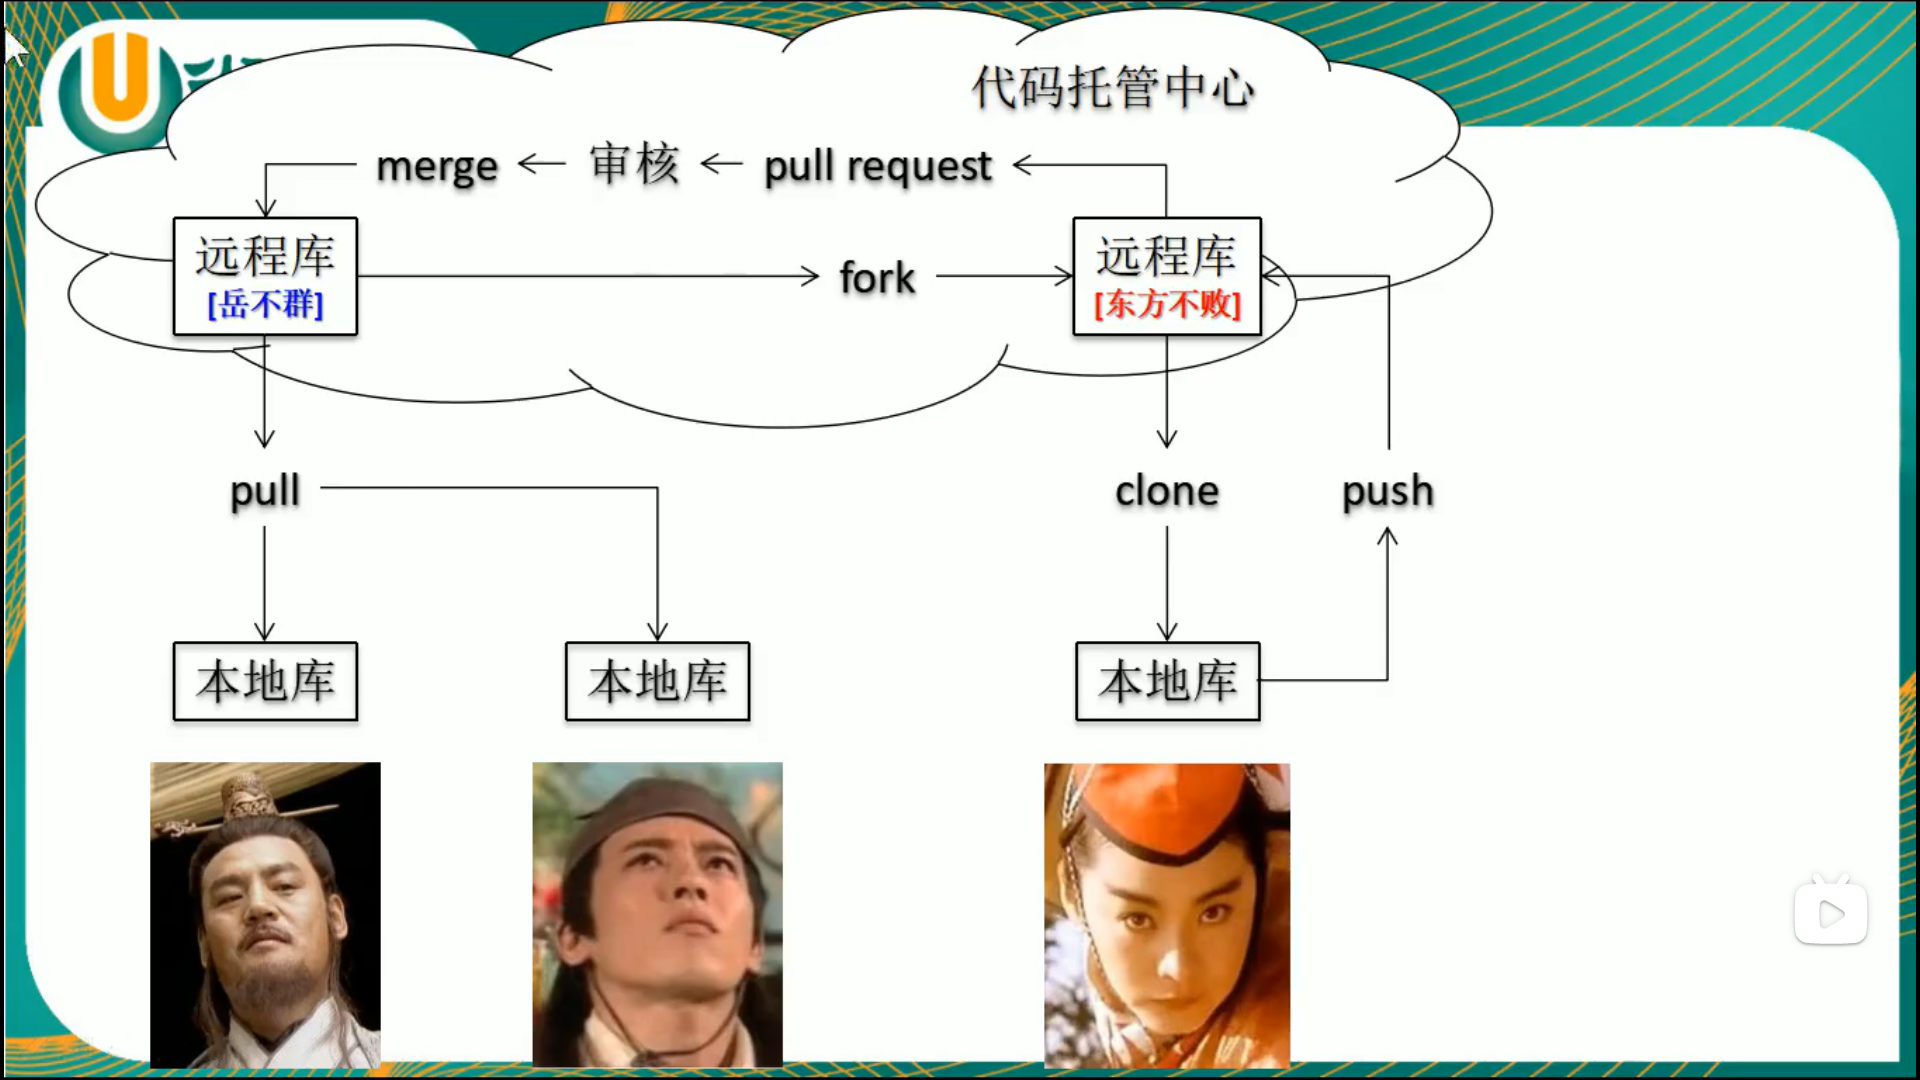 U
代码托管中心
merge
审核
pull request
远程库
[岳不群]
fork
远程库
[东方不败]
pull
clone
push
本地库
本地库
本地库